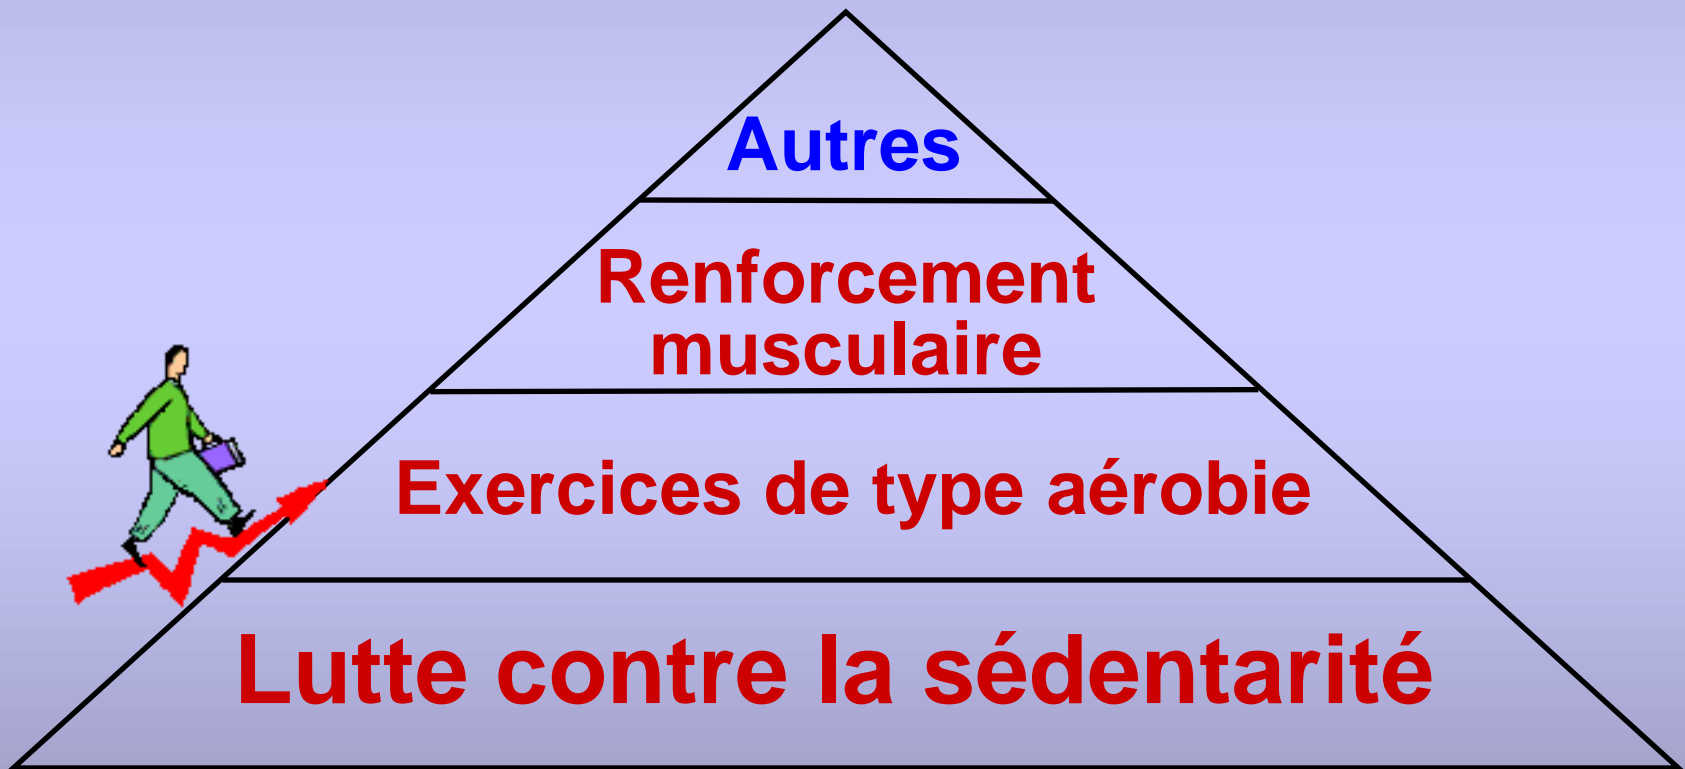 Autres
Renforcement
musculaire
Exercices de type aérobie
Lutte contre la sédentarité